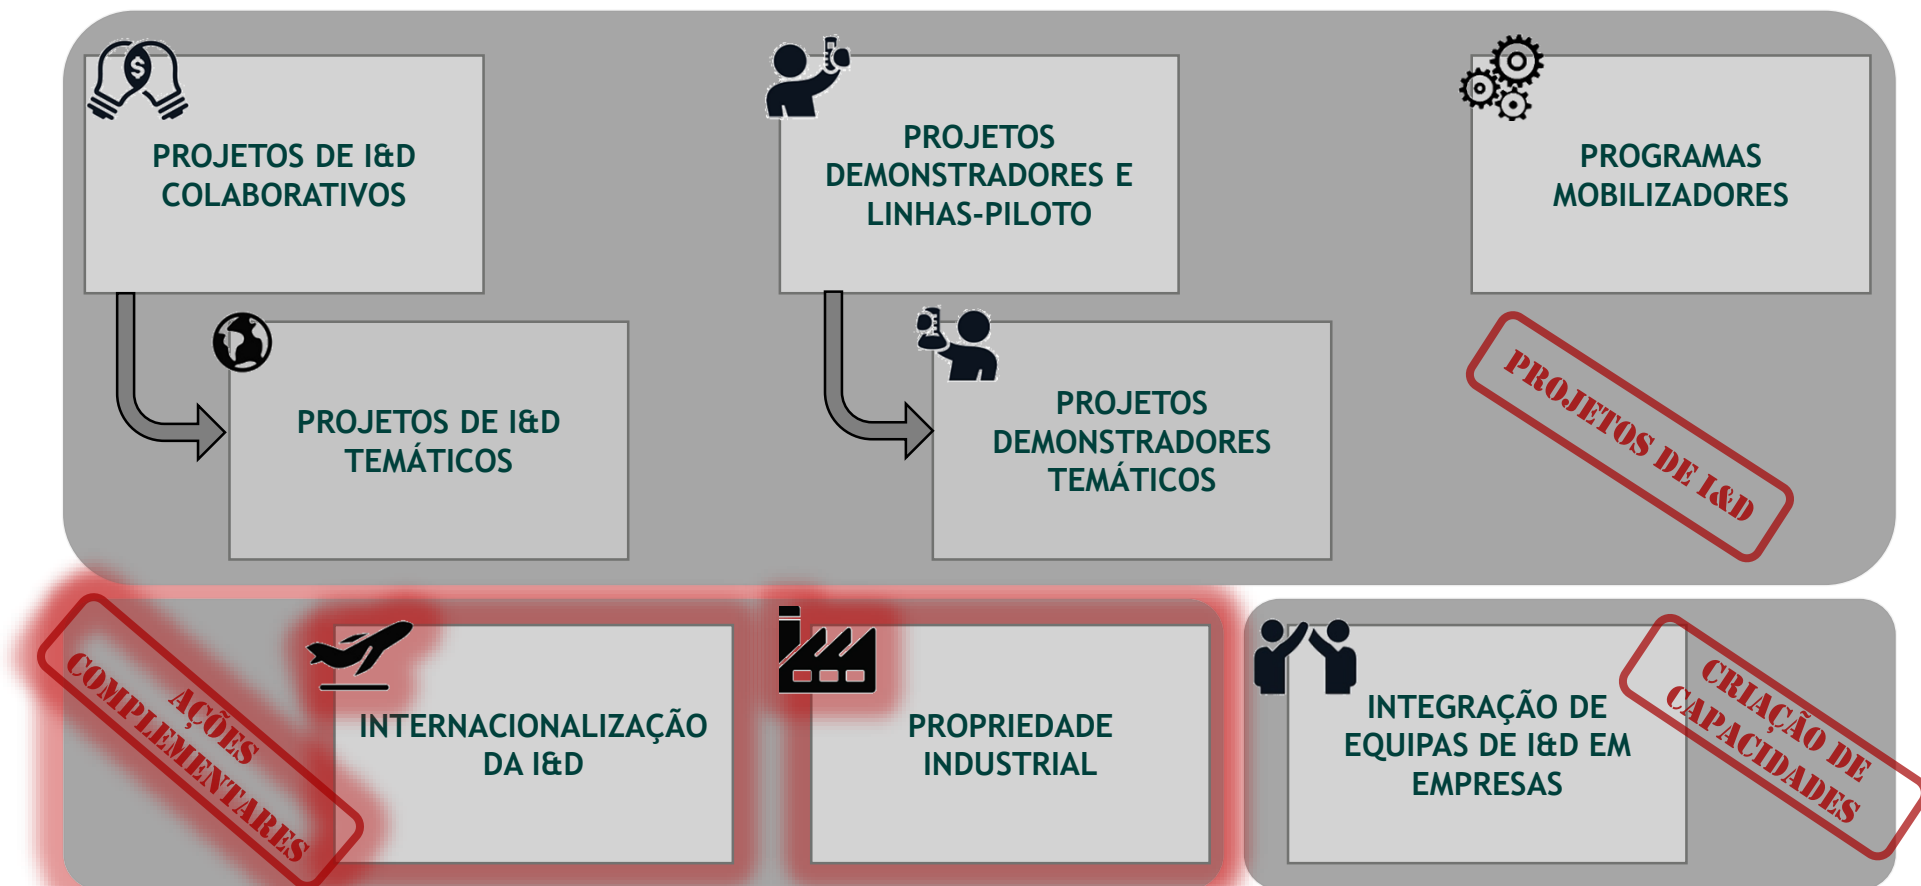 $
PROJETOS DE I&D
COLABORATIVOS
PROJETOS
DEMONSTRADORES E
LINHAS-PILOTO
PROGRAMAS
MOBILIZADORES
PROJETOS DE I&D
TEMÁTICOS
PROJETOS
DEMONSTRADORES
TEMÁTICOS
PROJETOS DE I&D
AÇÕES
COMPLEMENTARES
INTERNACIONALIZAÇÃO
DA I&D
PROPRIEDADE
INDUSTRIAL
INTEGRAÇÃO DE
EQUIPAS DE I&D EM
EMPRESAS
CRIAÇÃO DE
CAPACIDADES